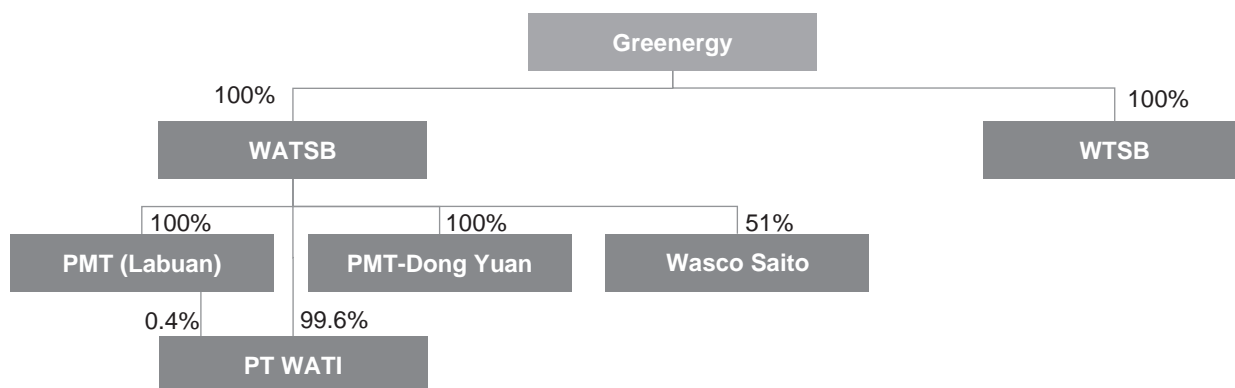 Greenergy
100%
100%
WATSB
WTSB
100%
100%
51%
PMT (Labuan)
PMT-Dong Yuan
Wasco Saito
0.4%
99.6%
PT WATI